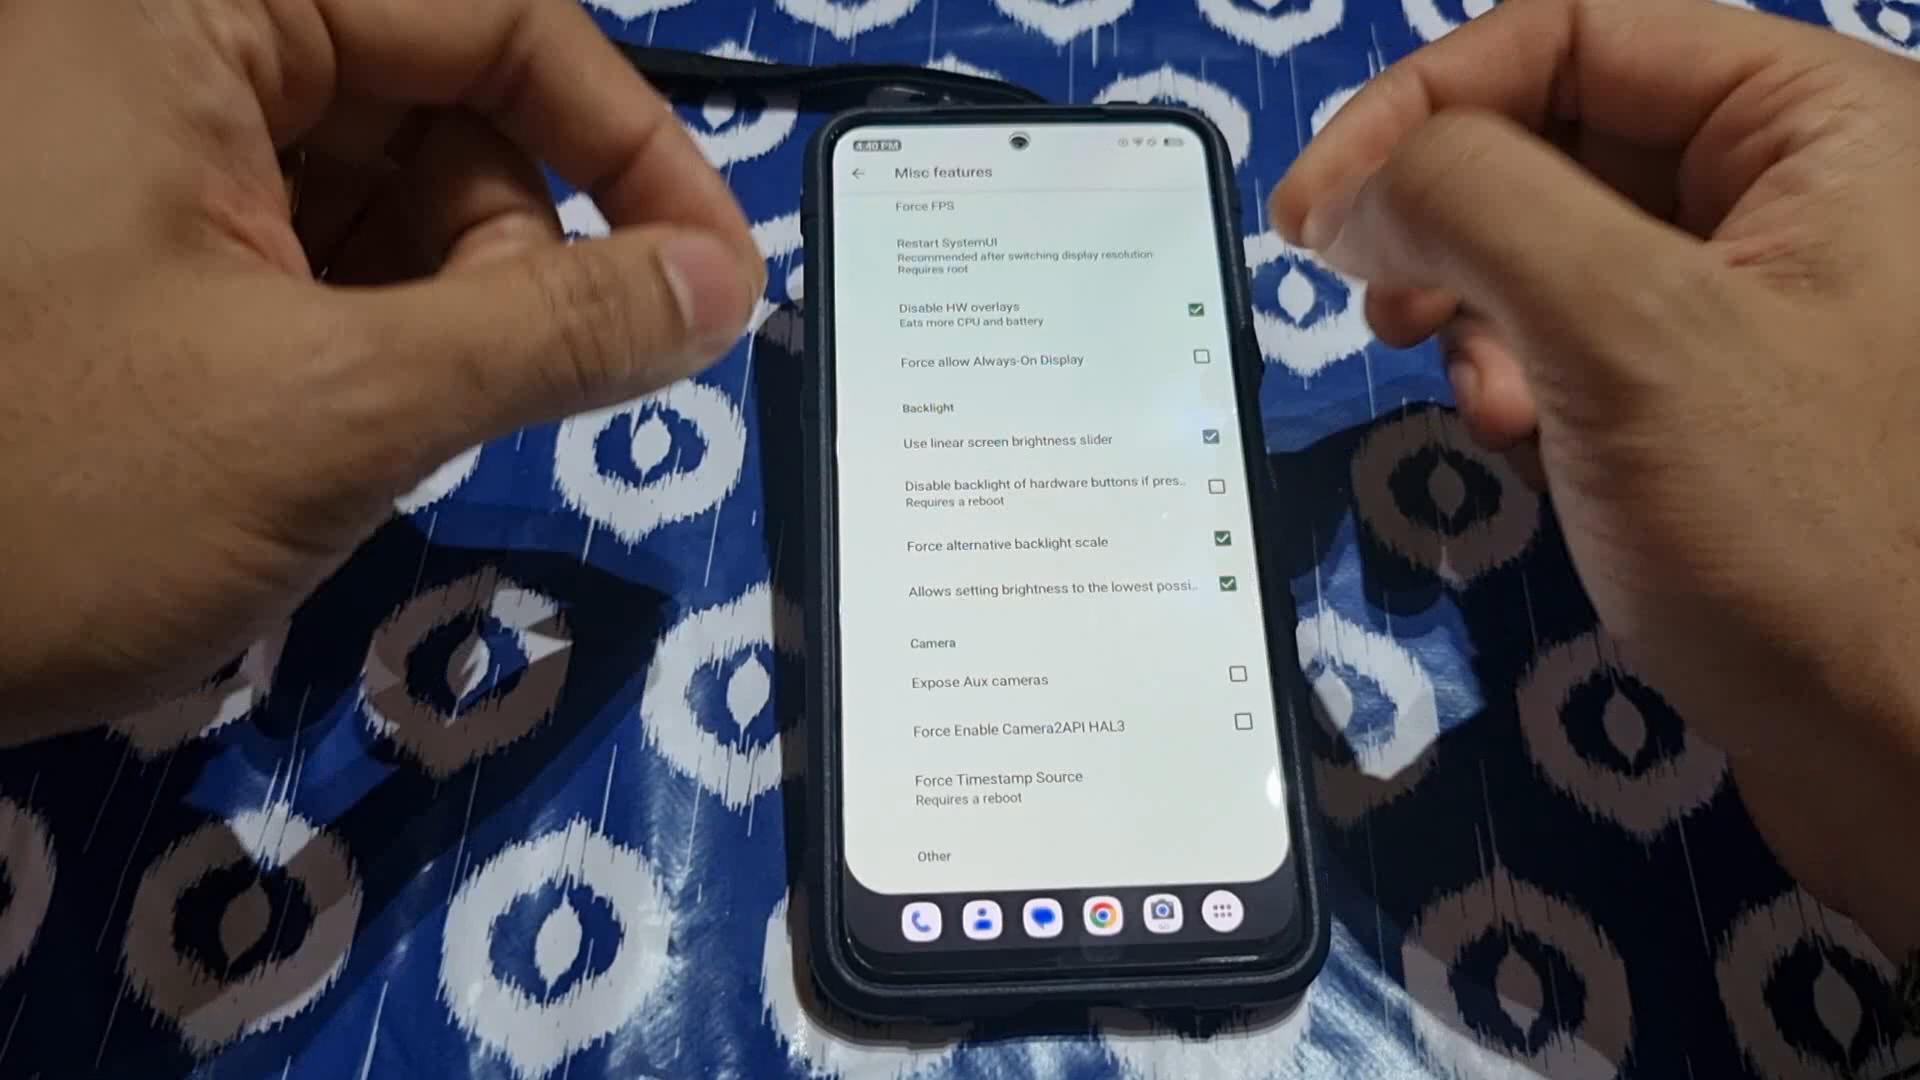 4:40 PM
Misc features
Force FPS
Restart SystemUI
Recommended after switching display resolution
Requires root
Disable HW overlays
Eats more CPU and battery
Force allow Always-On Display
Backlight
Use linear screen brightness slider
Disable backlight of hardware buttons if pres..
Requires a reboot
Force alternative backlight scale
Allows setting brightness to the lowest possi..
Camera
Expose Aux cameras
Force Enable Camera2API HAL3
Force Timestamp Source
Requires a reboot
Other